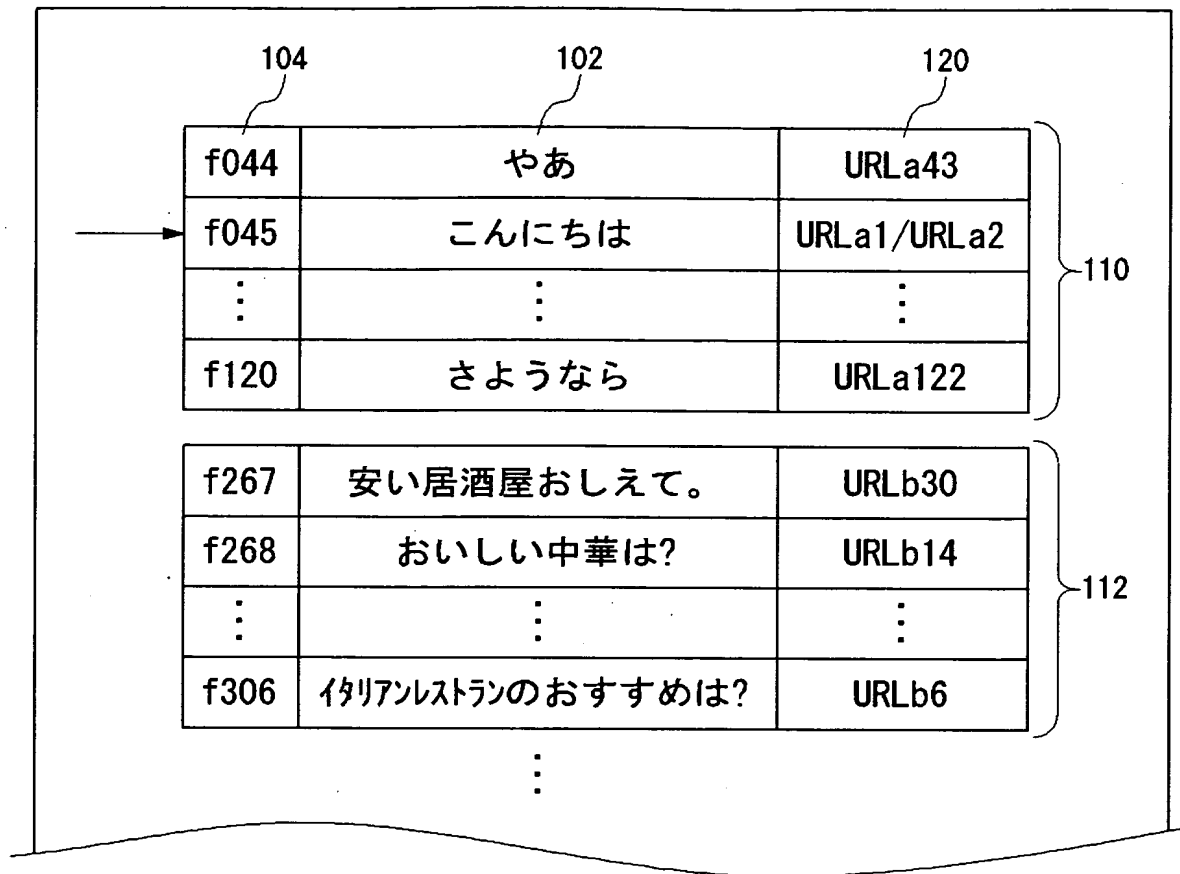 104 102 120
f044 やあ URLa43
f045 こんにちは URLa1/URLa2
⋮ ⋮ ⋮
110
f120 さようなら URLa122
f267 安い居酒屋おしえて。 URLb30
f268 おいしい中華は? URLb14
112
⋮ ⋮ ⋮
f306 ｲﾀﾘｱﾝﾚｽﾄﾗﾝのおすすめは? URLb6
⋮